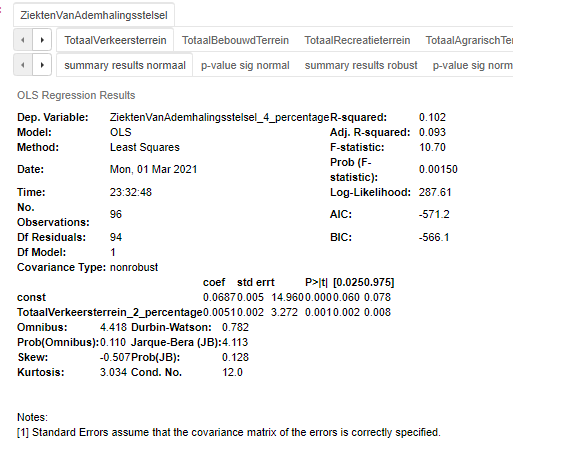 ZiektenVanAdemhalingsstelsel
TotaalVerkeersterrein TotaalBebouwdTerrein TotaalRecreatieterrein TotaalAgrarischTer
summary results normaal p-value sig normal summary results robust p-value sig norm
OLS Regression Results
Dep. Variable: ZiektenVanAdemhalingsstelsel_4_percentage R-squared: 0.102
Model: OLS Adj. R-squared: 0.093
Method: Least Squares F-statistic: 10.70
Date: Mon, 01 Mar 2021 Prob (F-statistic): 0.00150
Time: 23:32:48 Log-Likelihood: 287.61
No. Observations: 96 AIC: -571.2
Df Residuals: 94 BIC: -566.1
Df Model: 1
Covariance Type: nonrobust
coef std err t P>|t| [0.025 0.975]
const 0.0687 0.005 14.960 0.000 0.060 0.078
TotaalVerkeersterrein_2_percentage 0.0051 0.002 3.272 0.001 0.002 0.008
Omnibus: 4.418 Durbin-Watson: 0.782
Prob(Omnibus): 0.110 Jarque-Bera (JB): 4.113
Skew: -0.507 Prob(JB): 0.128
Kurtosis: 3.034 Cond. No. 12.0
Notes:
[1] Standard Errors assume that the covariance matrix of the errors is correctly specified.